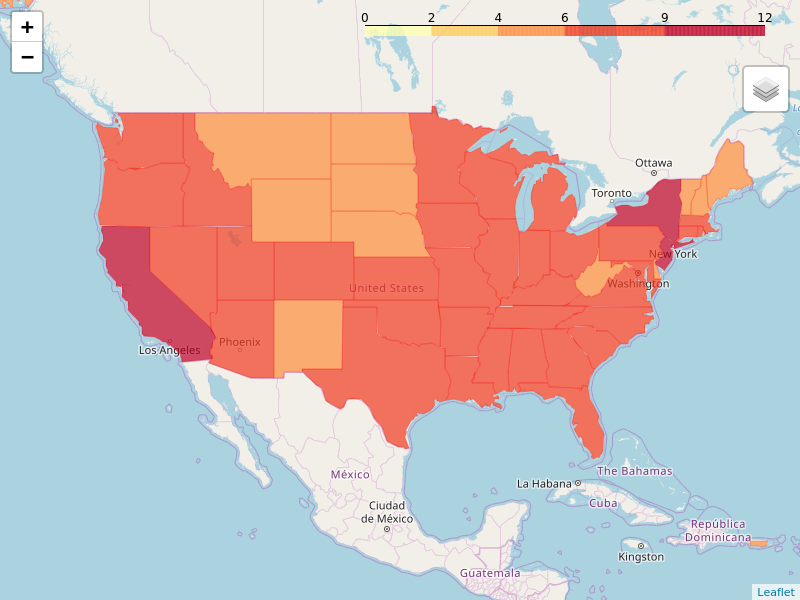 +
−
0 2 4 6 9 12
Ottawa
Toronto
New York
Washington
United States
Phoenix
Los Angeles
The Bahamas
La Habana
Cuba
México
Ciudad
de México
República
Dominicana
Kingston
Guatemala
Leaflet